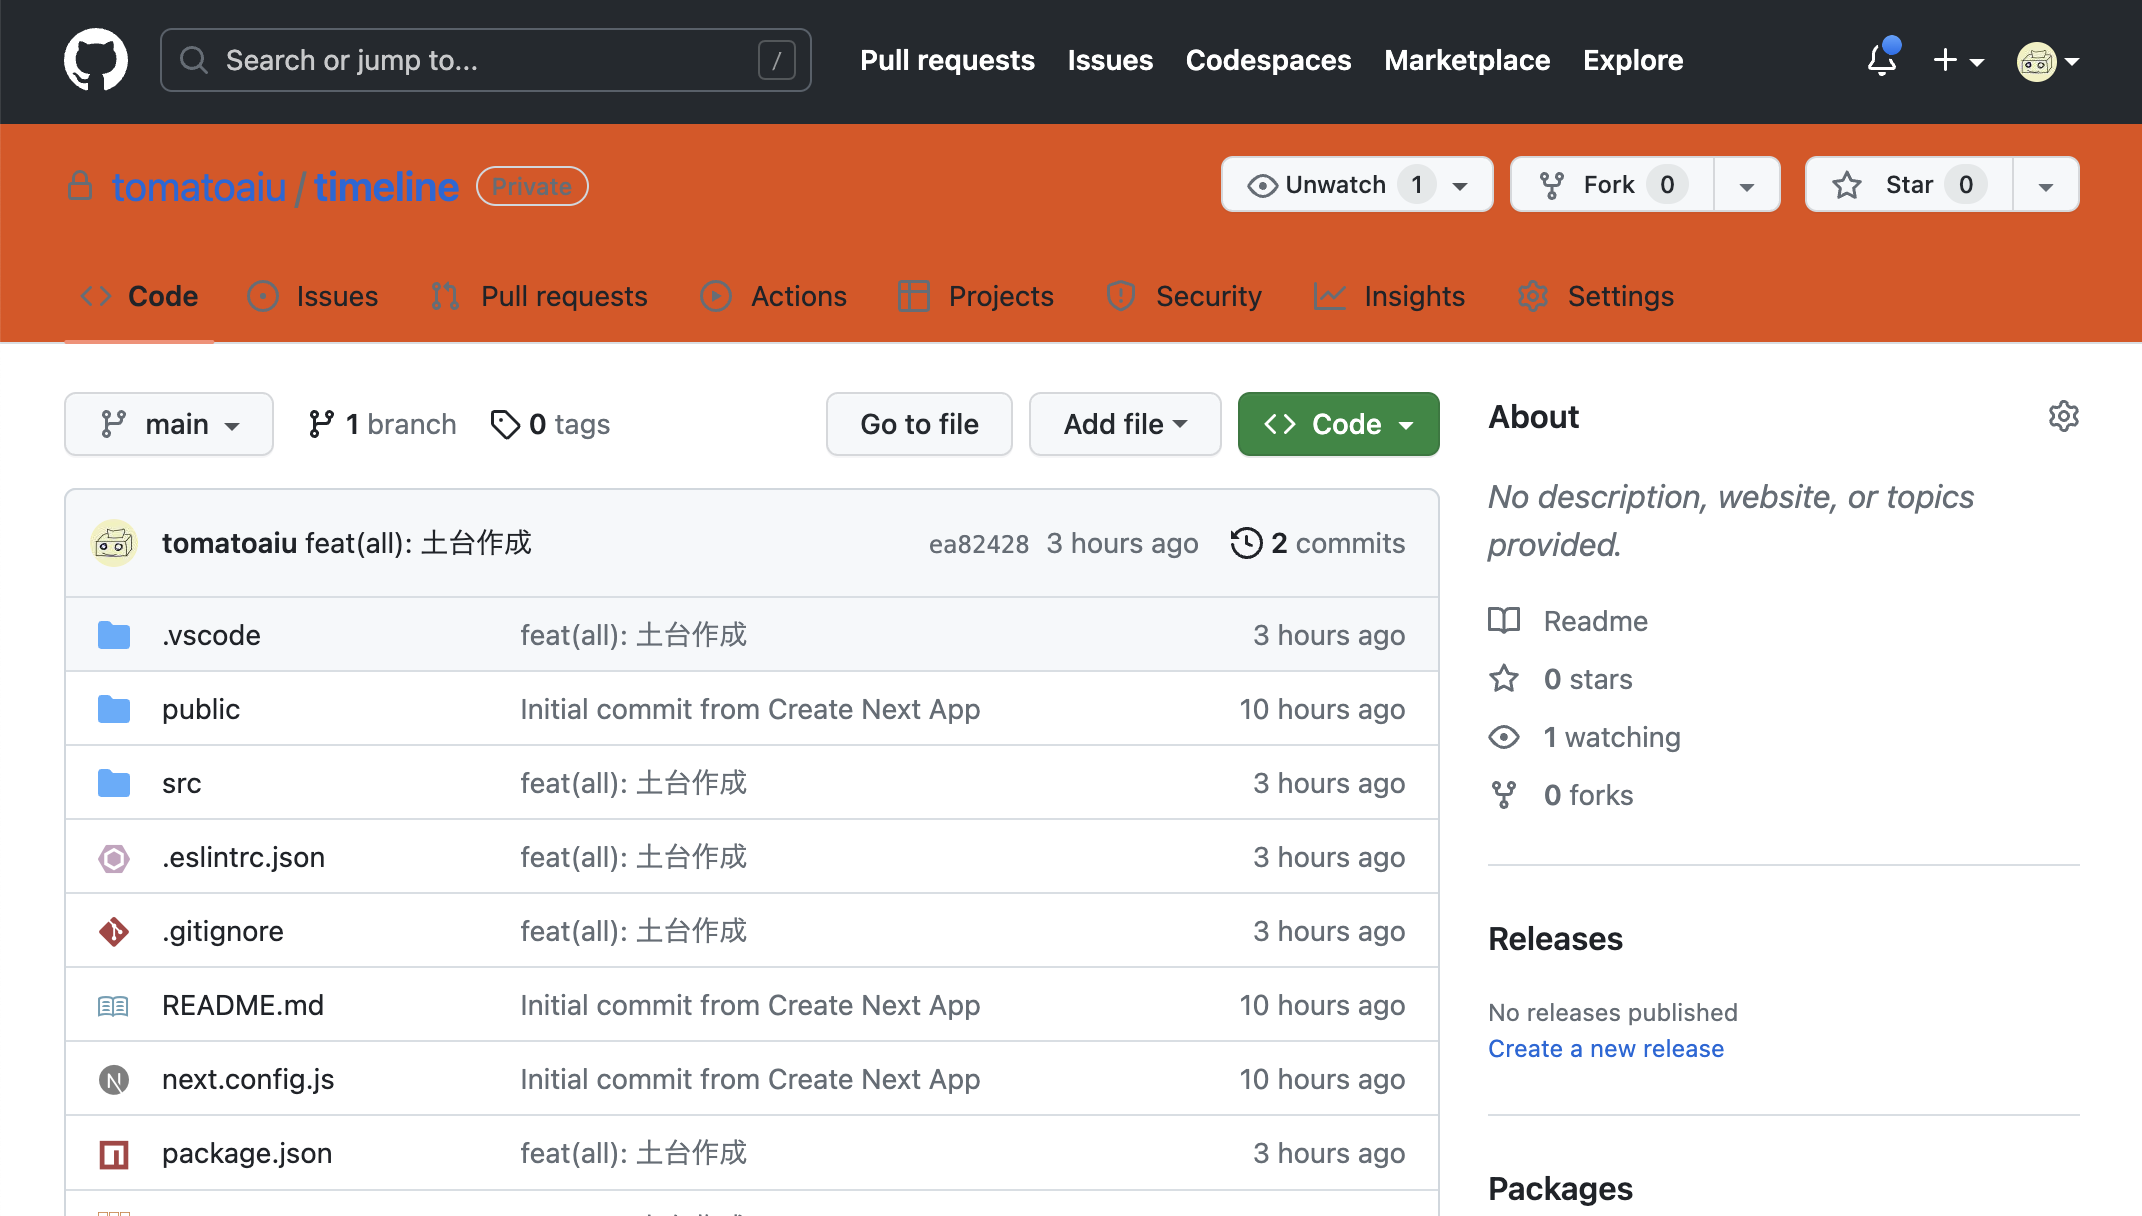 Search or jump to... / Pull requests Issues Codespaces Marketplace Explore
tomatoaiu / timeline Private Unwatch 1 Fork 0 Star 0
Code Issues Pull requests Actions Projects Security Insights Settings
main 1 branch 0 tags Go to file Add file Code
tomatoaiu feat(all): 土台作成 ea82428 3 hours ago 2 commits
.vscode feat(all): 土台作成 3 hours ago
public Initial commit from Create Next App 10 hours ago
src feat(all): 土台作成 3 hours ago
.eslintrc.json feat(all): 土台作成 3 hours ago
.gitignore feat(all): 土台作成 3 hours ago
README.md Initial commit from Create Next App 10 hours ago
next.config.js Initial commit from Create Next App 10 hours ago
package.json feat(all): 土台作成 3 hours ago
About
No description, website, or topics
provided.
Readme
0 stars
1 watching
0 forks
Releases
No releases published
Create a new release
Packages